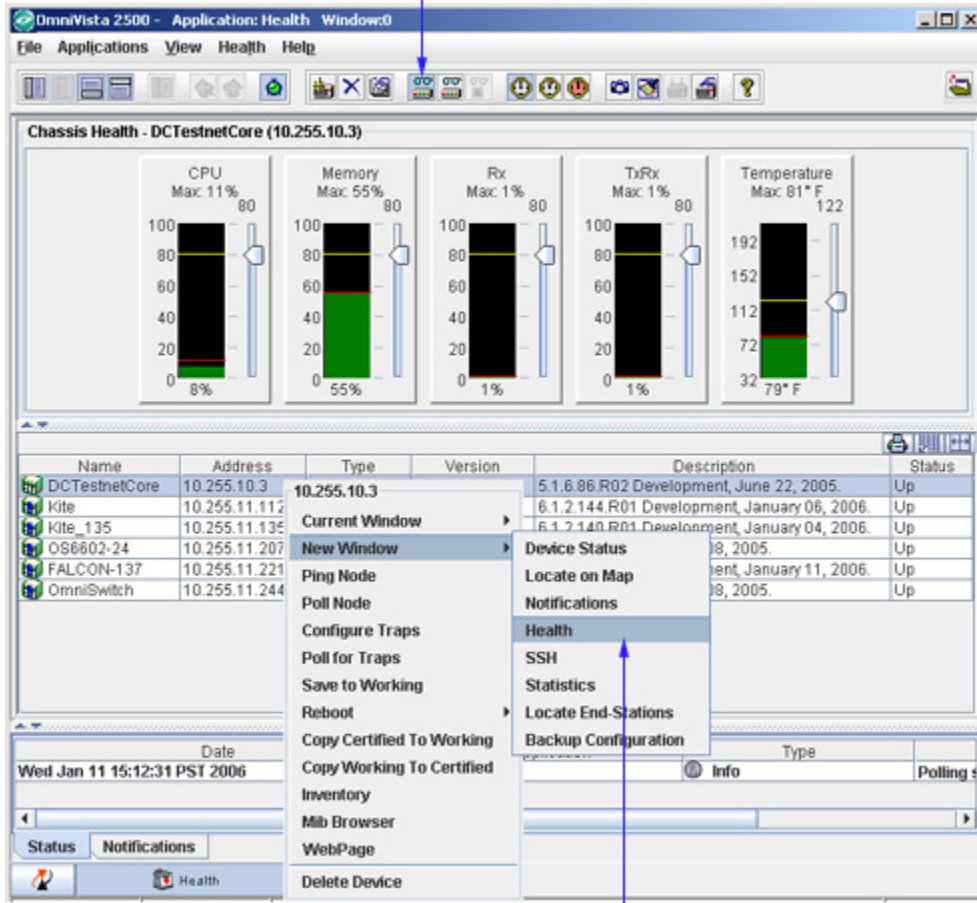 OmniVista 2500 - Application: Health Window:0
File Applications View Health Help
Chassis Health - DCTestnetCore (10.255.10.3)
CPU
Max: 11%
80
100
80
60
40
20
0
8%
Memory
Max: 55%
80
100
80
60
40
20
0
55%
Rx
Max: 1%
80
100
80
60
40
20
0
1%
TxRx
Max: 1%
80
100
80
60
40
20
0
1%
Temperature
Max: 81° F
122
192
152
112
72
32
79° F
Name Address Type Version Description Status
DCTestnetCore 10.255.10.3 5.1.6.86.R02 Development, June 22, 2005. Up
Kite 10.255.11.112 6.1.2.144.R01 Development, January 06, 2006. Up
Kite_135 10.255.11.135 6.1.2.140.R01 Development, January 04, 2006. Up
OS6602-24 10.255.11.207 08, 2005. Up
FALCON-137 10.255.11.221 ent, January 11, 2006. Up
OmniSwitch 10.255.11.244 08, 2005. Up
10.255.10.3
Current Window
New Window
Ping Node
Poll Node
Configure Traps
Poll for Traps
Save to Working
Reboot
Copy Certified To Working
Copy Working To Certified
Inventory
Mib Browser
WebPage
Delete Device
Device Status
Locate on Map
Notifications
Health
SSH
Statistics
Locate End-Stations
Backup Configuration
Date Type
Wed Jan 11 15:12:31 PST 2006 Info Polling
Status Notifications
Health